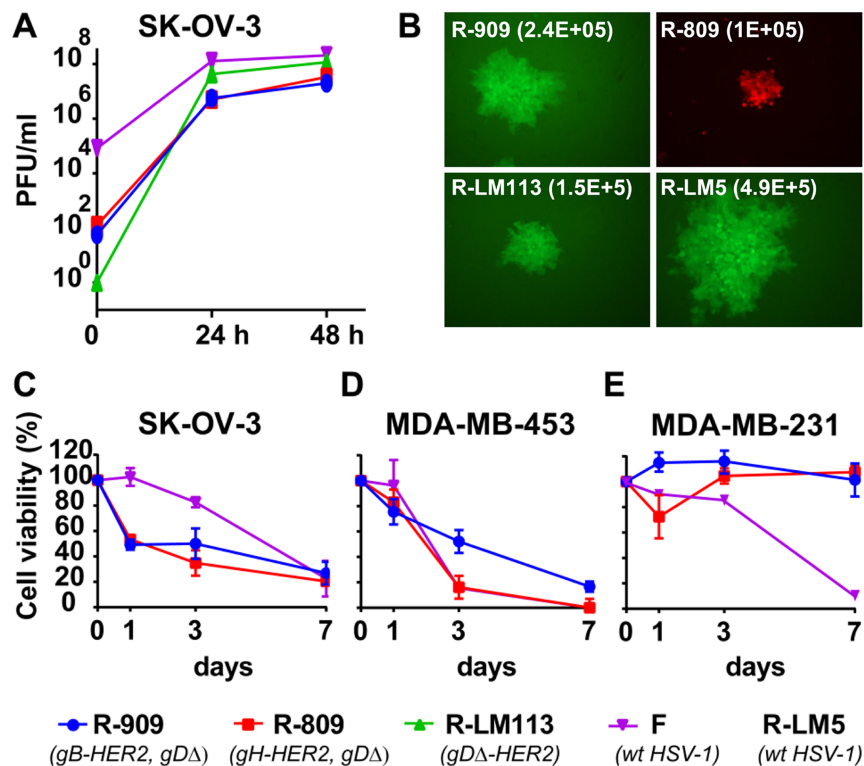 A SK-OV-3
PFU/ml
10^8
10^6
10^4
10^2
10^0
0 24 h 48 h
B
R-909 (2.4E+05)
R-809 (1E+05)
R-LM113 (1.5E+5)
R-LM5 (4.9E+5)
C SK-OV-3
Cell viability (%)
120
100
80
60
40
20
0
0 1 3 7
days
D MDA-MB-453
0 1 3 7
days
E MDA-MB-231
0 1 3 7
days
R-909 R-809 R-LM113 F R-LM5
(gB-HER2, gDΔ) (gH-HER2, gDΔ) (gDΔ-HER2) (wt HSV-1) (wt HSV-1)